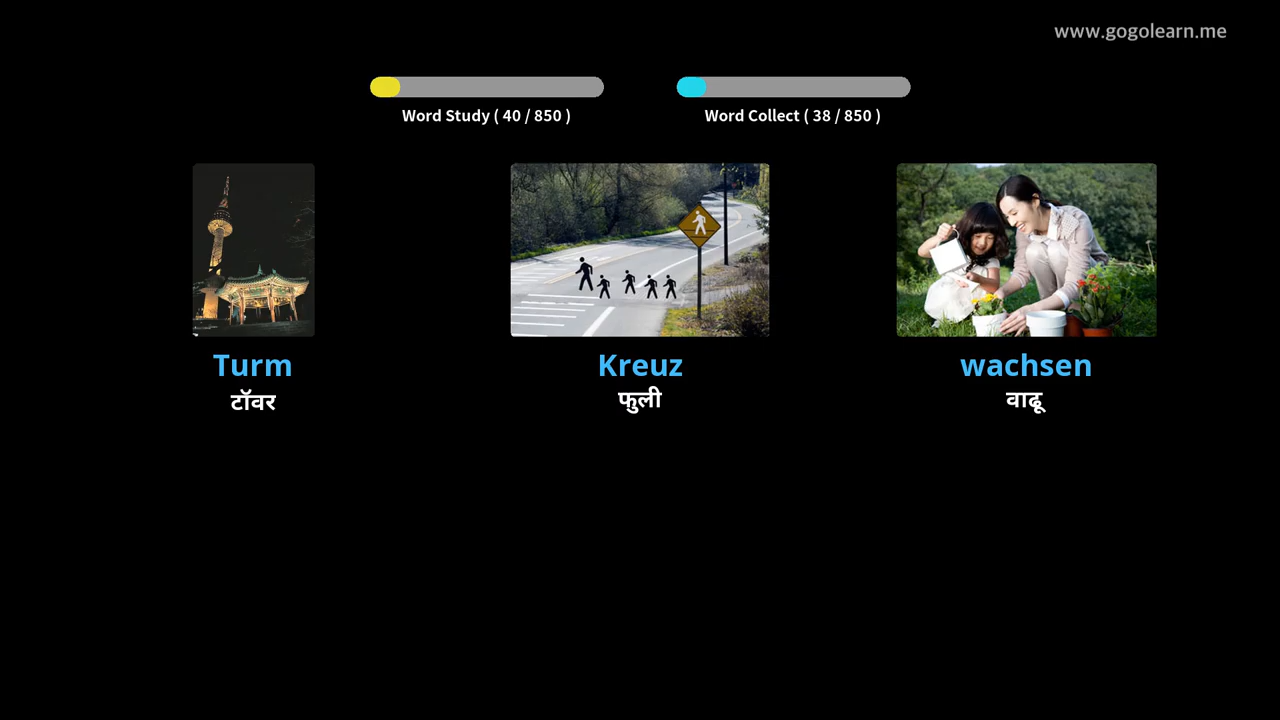 www.gogolearn.me
Word Study ( 40 / 850 )
Word Collect ( 38 / 850 )
Turm
टॉवर
Kreuz
फुली
wachsen
वाढू